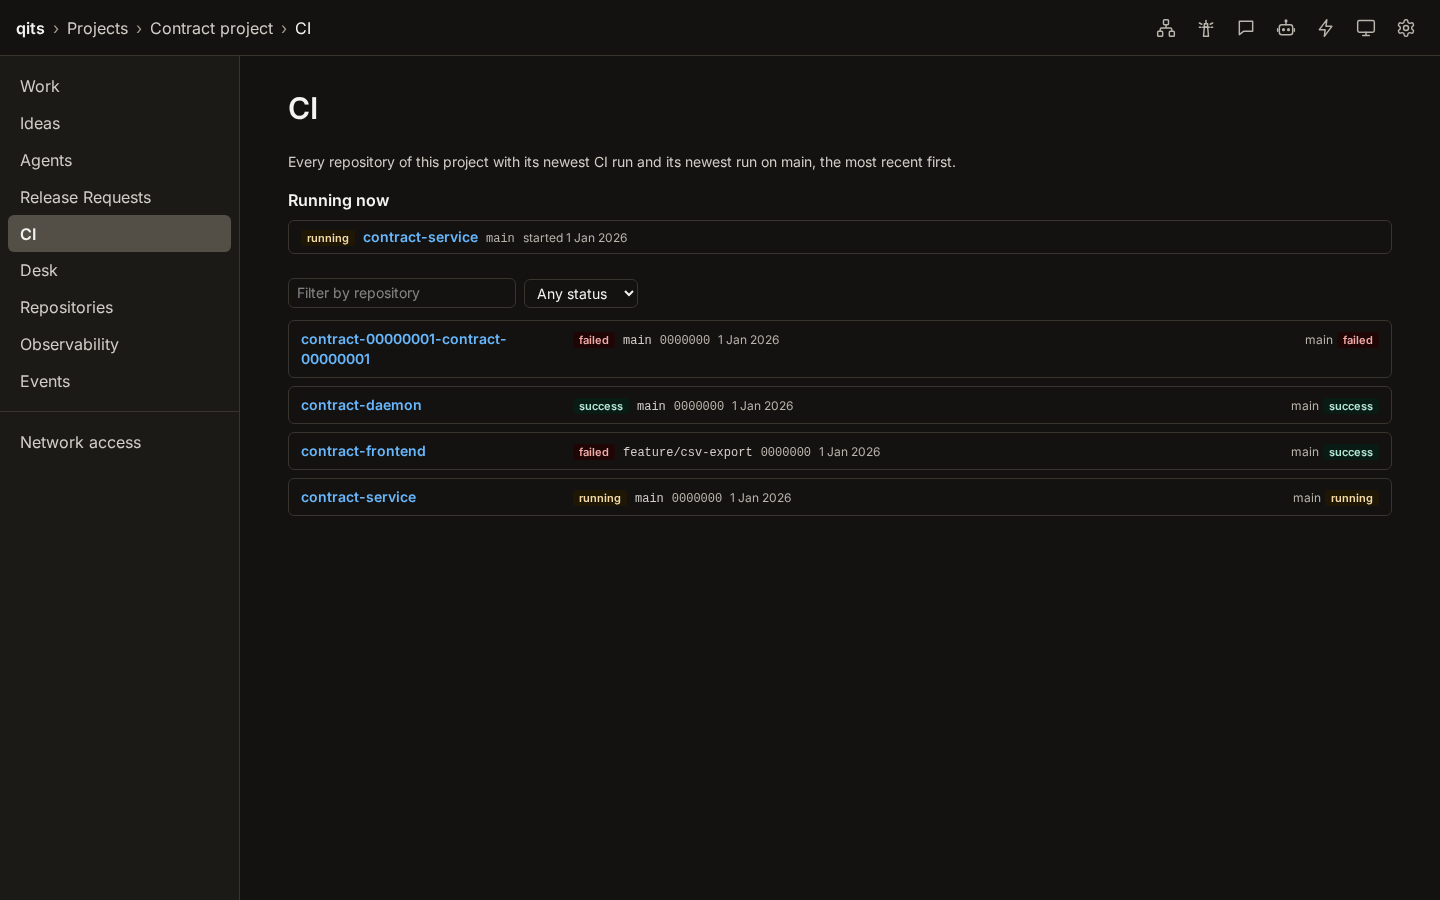 qits › Projects › Contract project › CI
Work
Ideas
Agents
Release Requests
CI
Desk
Repositories
Observability
Events
Network access
CI
Every repository of this project with its newest CI run and its newest run on main, the most recent first.
Running now
running contract-service main started 1 Jan 2026
Filter by repository Any status
contract-00000001-contract-
00000001 failed main 0000000 1 Jan 2026 main failed
contract-daemon success main 0000000 1 Jan 2026 main success
contract-frontend failed feature/csv-export 0000000 1 Jan 2026 main success
contract-service running main 0000000 1 Jan 2026 main running